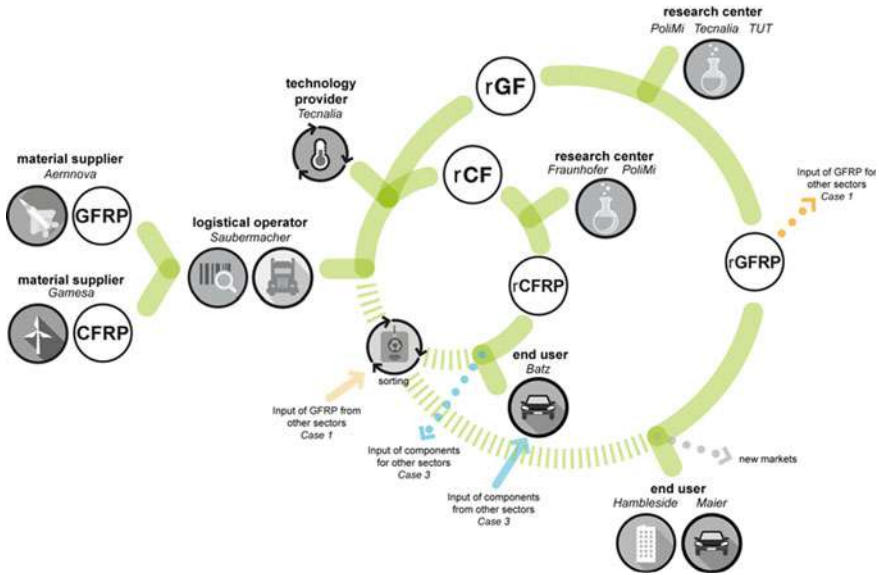 research center
PoliMi Tecnalia TUT
rGF
technology
provider
Tecnalia
material supplier
Aernnova
GFRP
rCF
research center
Fraunhofer PoliMi
Input of GFRP for
other sectors
Case 1
logistical operator
Saubermacher
rGFRP
material supplier
Gamesa
CFRP
rCFRP
sorting
end user
Batz
Input of GFRP from
other sectors
Case 1
Input of components
for other sectors
Case 3
Input of components
from other sectors
Case 3
new markets
end user
Hambleside Maier